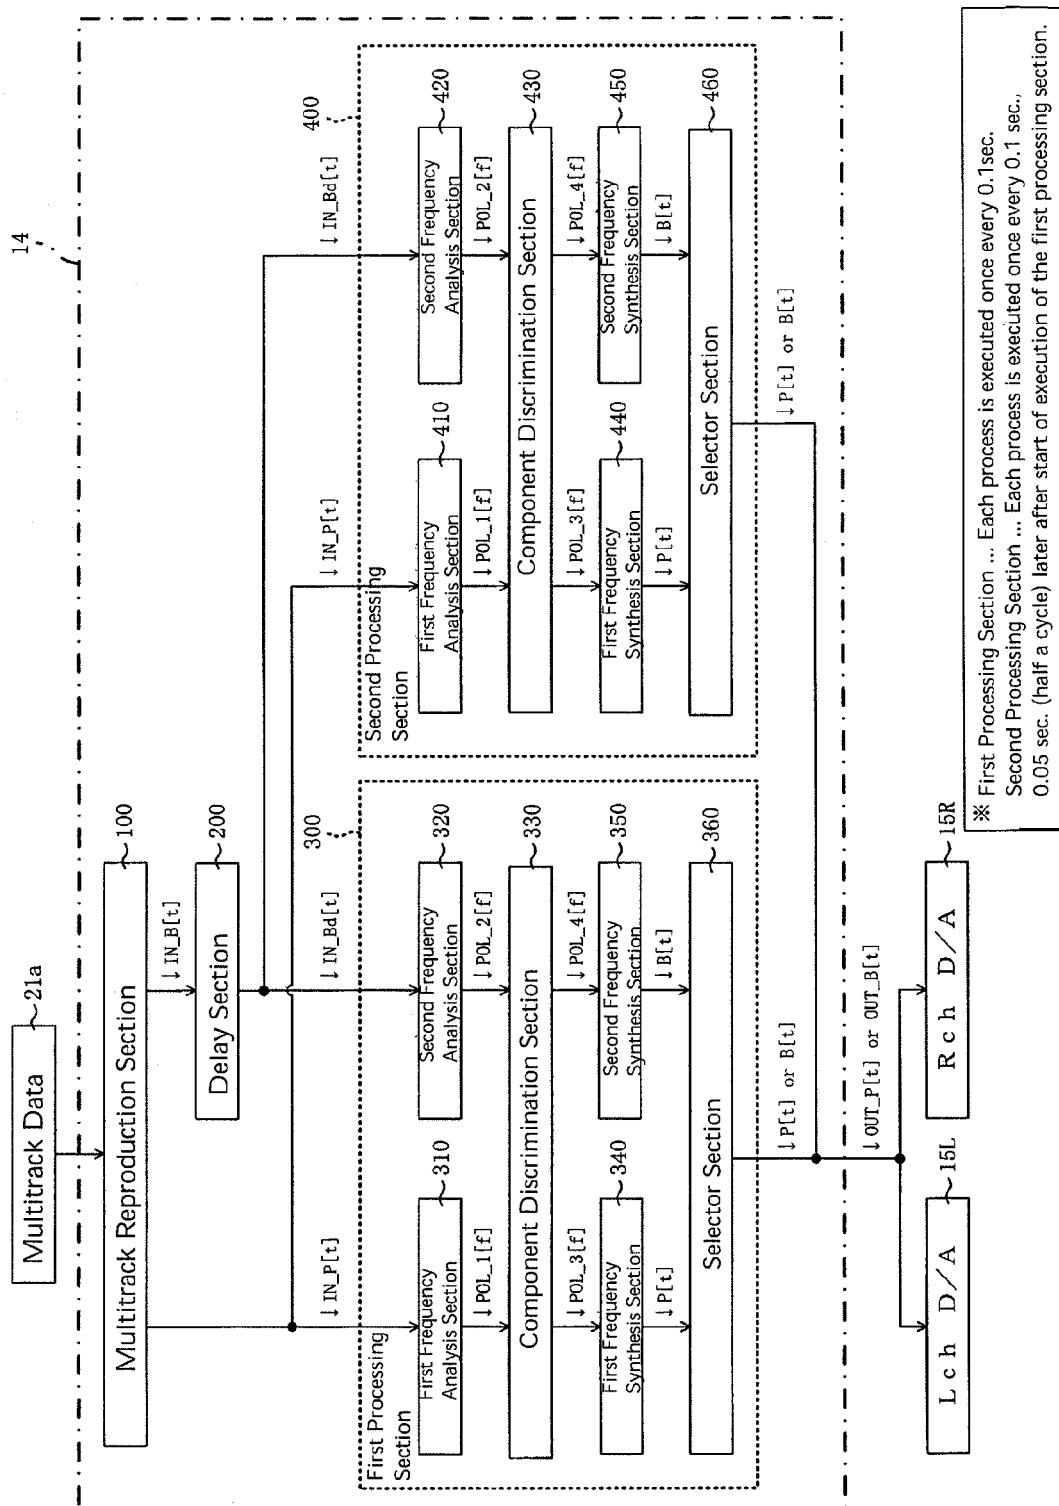 Multitrack Data
21a
14
Multitrack Reproduction Section
100
↓IN_B[t]
Delay Section
200
↓IN_P[t]
↓IN_Bd[t]
↓IN_P[t]
↓IN_Bd[t]
First Processing
Section
300
First Frequency
Analysis Section
310
Second Frequency
Analysis Section
320
↓POL_1[f]
↓POL_2[f]
Component Discrimination Section
330
↓POL_3[f]
↓POL_4[f]
First Frequency
Synthesis Section
340
Second Frequency
Synthesis Section
350
↓P[t]
↓B[t]
Selector Section
360
Second Processing
Section
400
First Frequency
Analysis Section
410
Second Frequency
Analysis Section
420
↓POL_1[f]
↓POL_2[f]
Component Discrimination Section
430
↓POL_3[f]
↓POL_4[f]
First Frequency
Synthesis Section
440
Second Frequency
Synthesis Section
450
↓P[t]
↓B[t]
Selector Section
460
↓P[t] or B[t]
↓P[t] or B[t]
↓OUT_P[t] or OUT_B[t]
Lch D/A
15L
Rch D/A
15R
※ First Processing Section ... Each process is executed once every 0.1sec.
Second Processing Section ... Each process is executed once every 0.1 sec.,
0.05 sec. (half a cycle) later after start of execution of the first processing section.